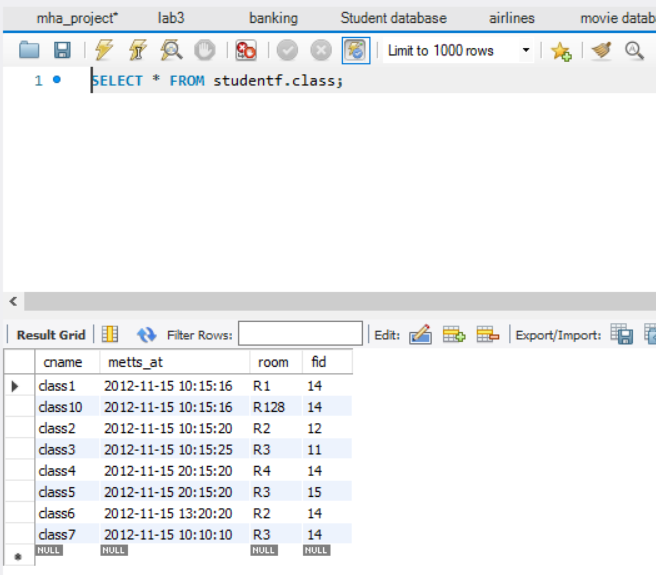 mha_project* lab3 banking Student database airlines movie datab
Limit to 1000 rows
1 SELECT * FROM studentf.class;
Result Grid Filter Rows: Edit: Export/Import:
cname metts_at room fid
class1 2012-11-15 10:15:16 R1 14
class10 2012-11-15 10:15:16 R128 14
class2 2012-11-15 10:15:20 R2 12
class3 2012-11-15 10:15:25 R3 11
class4 2012-11-15 20:15:20 R4 14
class5 2012-11-15 20:15:20 R3 15
class6 2012-11-15 13:20:20 R2 14
class7 2012-11-15 10:10:10 R3 14
NULL NULL NULL NULL